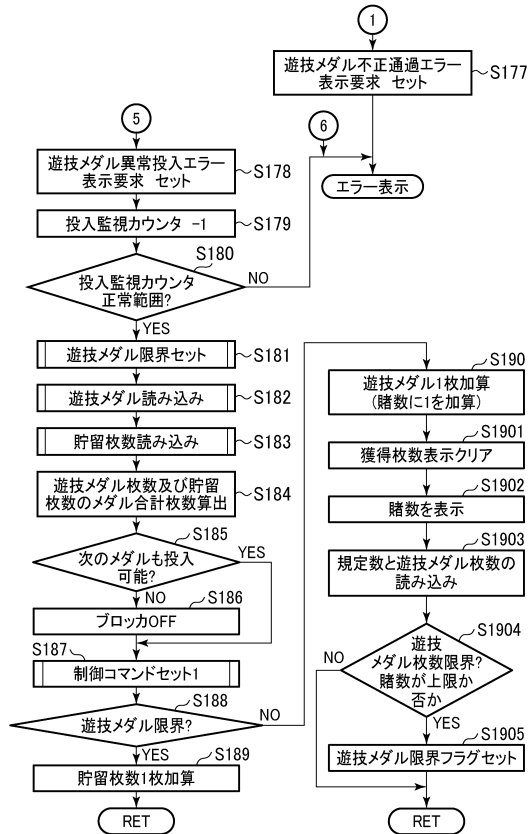 1
遊技メダル不正通過エラー
表示要求 セット
S177
5
6
遊技メダル異常投入エラー
表示要求 セット
S178
エラー表示
投入監視カウンタ -1
S179
S180
投入監視カウンタ
正常範囲?
NO
YES
遊技メダル限界セット
S181
遊技メダル読み込み
S182
貯留枚数読み込み
S183
遊技メダル枚数及び貯留
枚数のメダル合計枚数算出
S184
S185
次のメダルも投入
可能?
YES
NO
S186
ブロッカOFF
S187
制御コマンドセット1
S188
遊技メダル限界?
NO
YES
S189
貯留枚数1枚加算
RET
S190
遊技メダル1枚加算
(賭数に1を加算)
S1901
獲得枚数表示クリア
S1902
賭数を表示
S1903
規定数と遊技メダル枚数の
読み込み
S1904
遊技
メダル枚数限界?
賭数が上限か
否か
NO
YES
S1905
遊技メダル限界フラグセット
RET